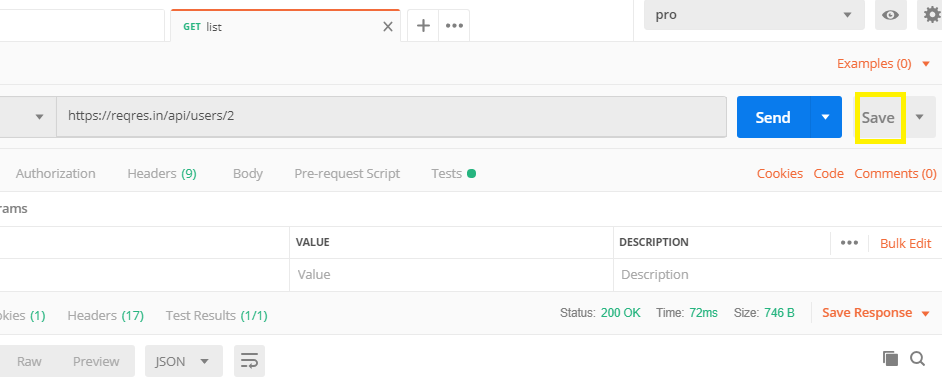 GET list
pro
Examples (0)
https://reqres.in/api/users/2
Send
Save
Authorization Headers (9) Body Pre-request Script Tests
Cookies Code Comments (0)
VALUE DESCRIPTION
Bulk Edit
Value Description
(1) Headers (17) Test Results (1/1)
Status: 200 OK Time: 72ms Size: 746 B Save Response
Raw Preview JSON